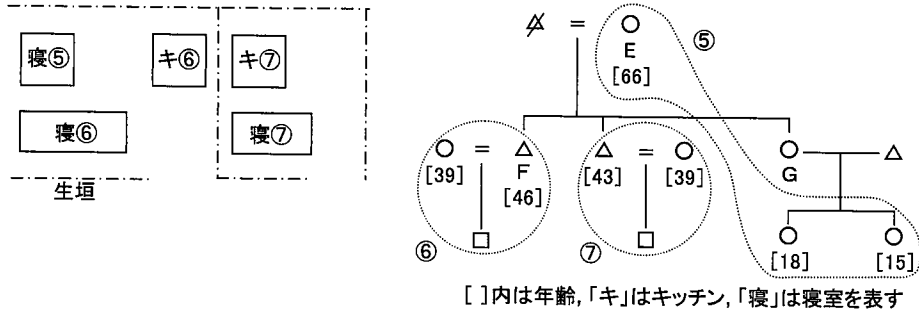 寝⑤
キ⑥
キ⑦
寝⑥
寝⑦
生垣
E
[66]
⑤
[39]
F
[46]
[43]
[39]
G
⑥
⑦
[18]
[15]
[ ]内は年齢,「キ」はキッチン,「寝」は寝室を表す